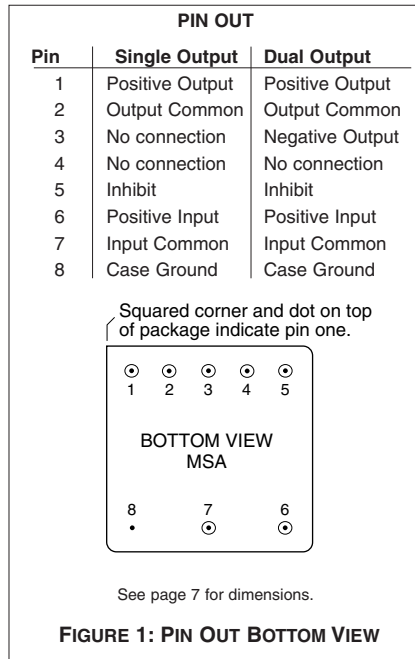 PIN OUT
Pin Single Output Dual Output
1 Positive Output Positive Output
2 Output Common Output Common
3 No connection Negative Output
4 No connection No connection
5 Inhibit Inhibit
6 Positive Input Positive Input
7 Input Common Input Common
8 Case Ground Case Ground
Squared corner and dot on top
of package indicate pin one.
1 2 3 4 5
BOTTOM VIEW
MSA
8 7 6
See page 7 for dimensions.
FIGURE 1: PIN OUT BOTTOM VIEW